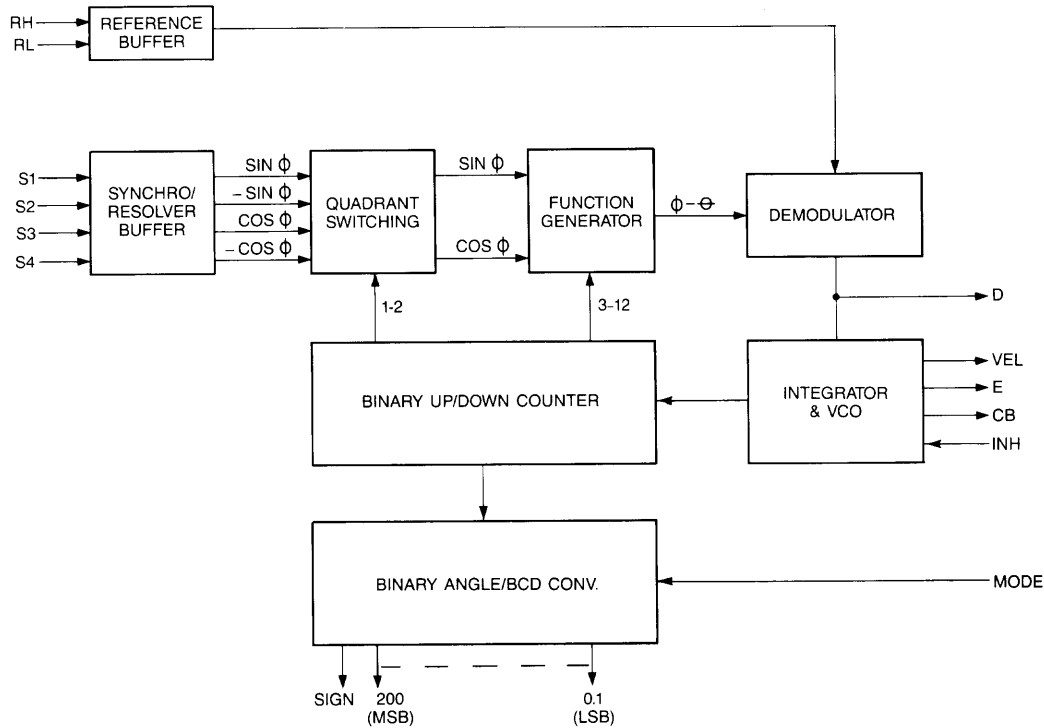 RH
RL
REFERENCE
BUFFER
S1
S2
S3
S4
SYNCHRO/
RESOLVER
BUFFER
SIN ϕ
– SIN ϕ
COS ϕ
– COS ϕ
QUADRANT
SWITCHING
SIN ϕ
COS ϕ
FUNCTION
GENERATOR
ϕ – θ
DEMODULATOR
D
1-2
3–12
BINARY UP/DOWN COUNTER
INTEGRATOR
& VCO
VEL
E
CB
INH
BINARY ANGLE/BCD CONV.
MODE
SIGN
200
(MSB)
0.1
(LSB)